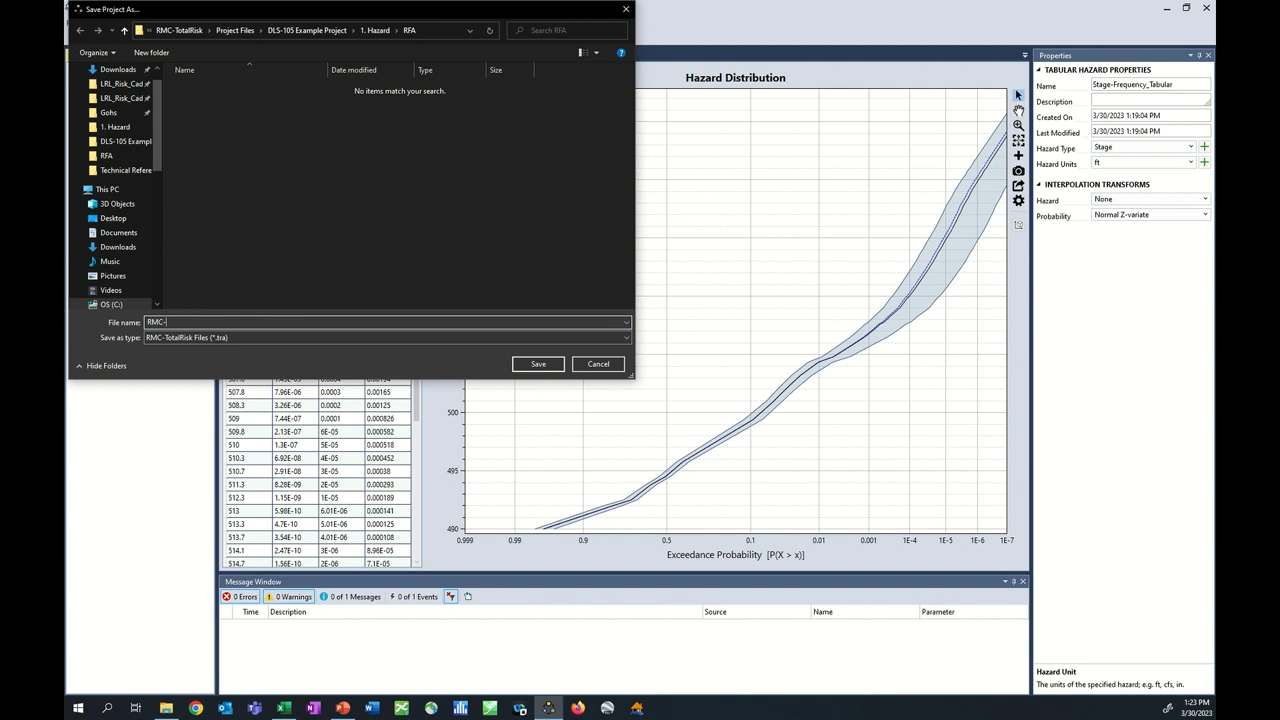 Save Project As...
RMC-TotalRisk
Project Files
DLS-105 Example Project
1. Hazard
RFA
Search RFA
Organize
New folder
Name
Date modified
Type
Size
No items match your search.
Downloads
LRL_Risk_Cad
LRL_Risk_Cad
Gohs
1. Hazard
DLS-105 Exampl
RFA
Technical Refere
This PC
3D Objects
Desktop
Documents
Downloads
Music
Pictures
Videos
OS (C:)
File name: RMC-
Save as type: RMC-TotalRisk Files (*.tra)
Hide Folders
Save
Cancel
507.8 7.96E-06 0.0003 0.00165
508.3 3.26E-06 0.0002 0.00125
509 7.44E-07 0.0001 0.000826
509.8 2.13E-07 6E-05 0.000582
510 1.3E-07 5E-05 0.000518
510.3 6.92E-08 4E-05 0.000452
510.7 2.91E-08 3E-05 0.00038
511.3 8.28E-09 2E-05 0.000293
512.3 1.15E-09 1E-05 0.000189
513 5.98E-10 6.01E-06 0.000141
513.3 4.7E-10 5.01E-06 0.000125
513.7 3.54E-10 4.01E-06 0.000108
514.1 2.47E-10 3E-06 8.96E-05
514.7 1.56E-10 2E-06 7.1E-05
Hazard Distribution
500
495
490
0.999 0.99 0.9 0.5 0.1 0.01 0.001 1E-4 1E-5 1E-6 1E-7
Exceedance Probability [P(X > x)]
Properties
TABULAR HAZARD PROPERTIES
Name Stage-Frequency_Tabular
Description
Created On 3/30/2023 1:19:04 PM
Last Modified 3/30/2023 1:19:04 PM
Hazard Type Stage
Hazard Units ft
INTERPOLATION TRANSFORMS
Hazard None
Probability Normal Z-variate
Message Window
0 Errors
0 Warnings
0 of 1 Messages
0 of 1 Events
Time Description Source Name Parameter
Hazard Unit
The units of the specified hazard; e.g. ft, cfs, in.
1:23 PM
3/30/2023